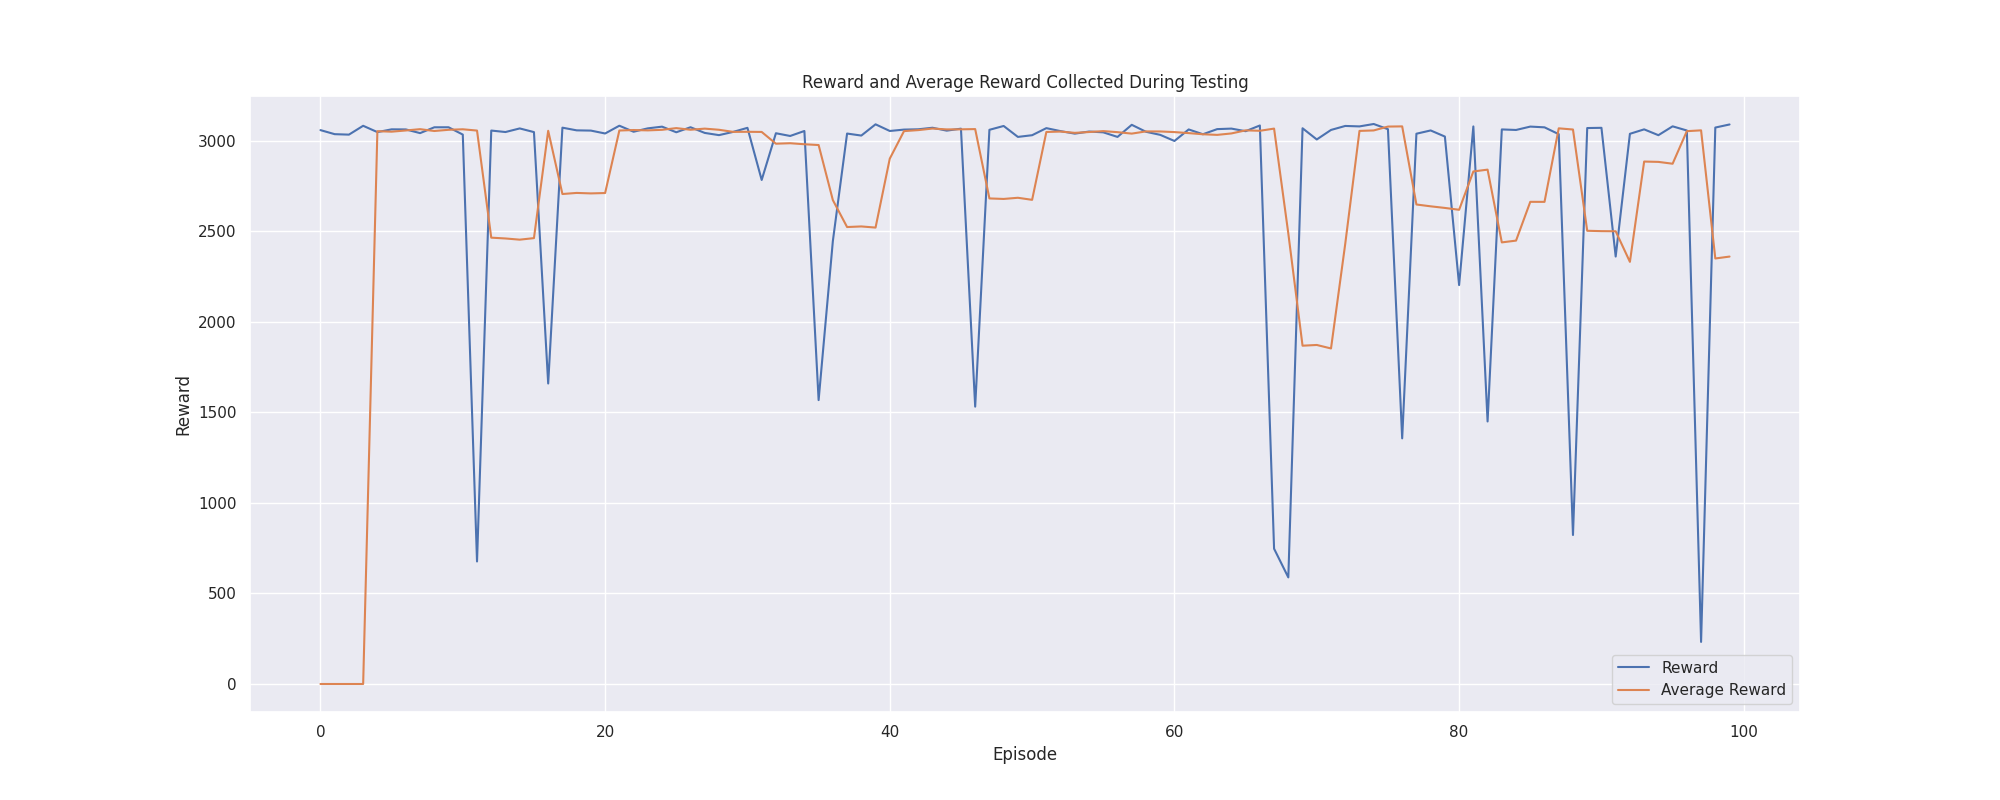 Reward and Average Reward Collected During Testing
3000
2500
2000
1500
1000
500
0
Reward
0
20
40
60
80
100
Episode
Reward
Average Reward